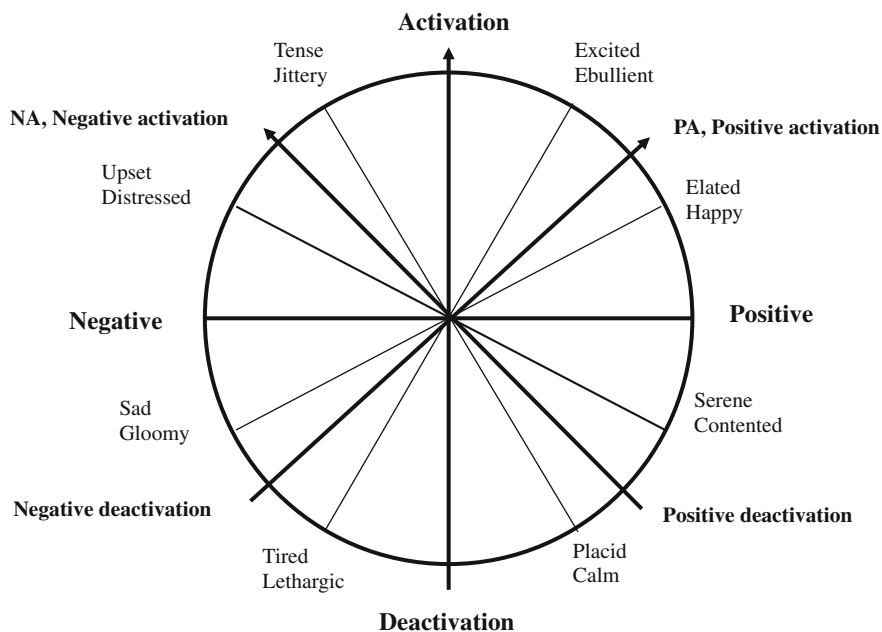 Activation
Tense
Jittery
Excited
Ebullient
NA, Negative activation
PA, Positive activation
Upset
Distressed
Elated
Happy
Negative
Positive
Sad
Gloomy
Serene
Contented
Negative deactivation
Positive deactivation
Tired
Lethargic
Placid
Calm
Deactivation